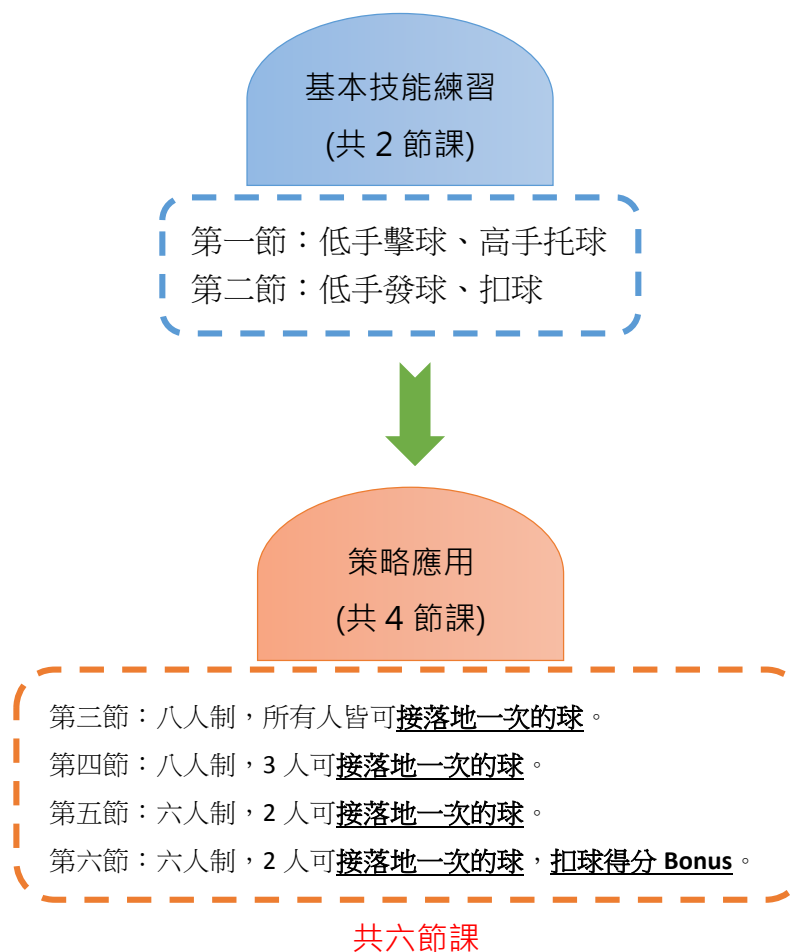 基本技能練習
(共 2 節課)
第一節：低手擊球、高手托球
第二節：低手發球、扣球
策略應用
(共 4 節課)
第三節：八人制，所有人皆可接落地一次的球。
第四節：八人制，3 人可接落地一次的球。
第五節：六人制，2 人可接落地一次的球。
第六節：六人制，2 人可接落地一次的球，扣球得分 Bonus。
共六節課